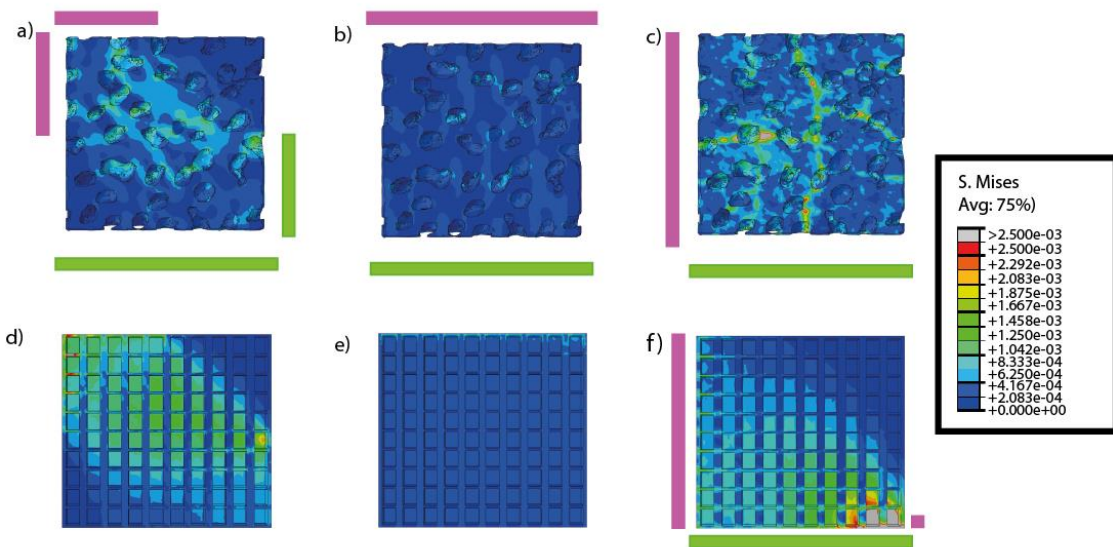 a)
b)
c)
S. Mises
Avg: 75%)
>2.500e-03
+2.500e-03
+2.292e-03
+2.083e-03
+1.875e-03
+1.667e-03
+1.458e-03
+1.250e-03
+1.042e-03
+8.333e-04
+6.250e-04
+4.167e-04
+2.083e-04
+0.000e+00
d)
e)
f)